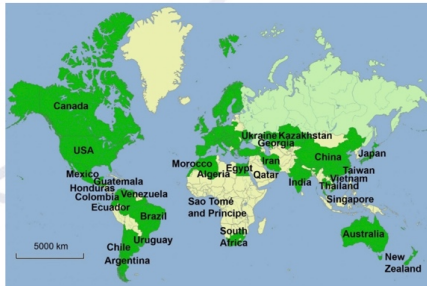 Canada
USA
Mexico
Guatemala
Honduras
Colombia
Venezuela
Ecuador
Brazil
Uruguay
Chile
Argentina
5000 km
Ukraine
Kazakhstan
Georgia
Morocco
Algeria
Egypt
Iran
Qatar
Sao Tomé
and Principe
South
Africa
China
Japan
Taiwan
Vietnam
India
Thailand
Singapore
Australia
New
Zealand